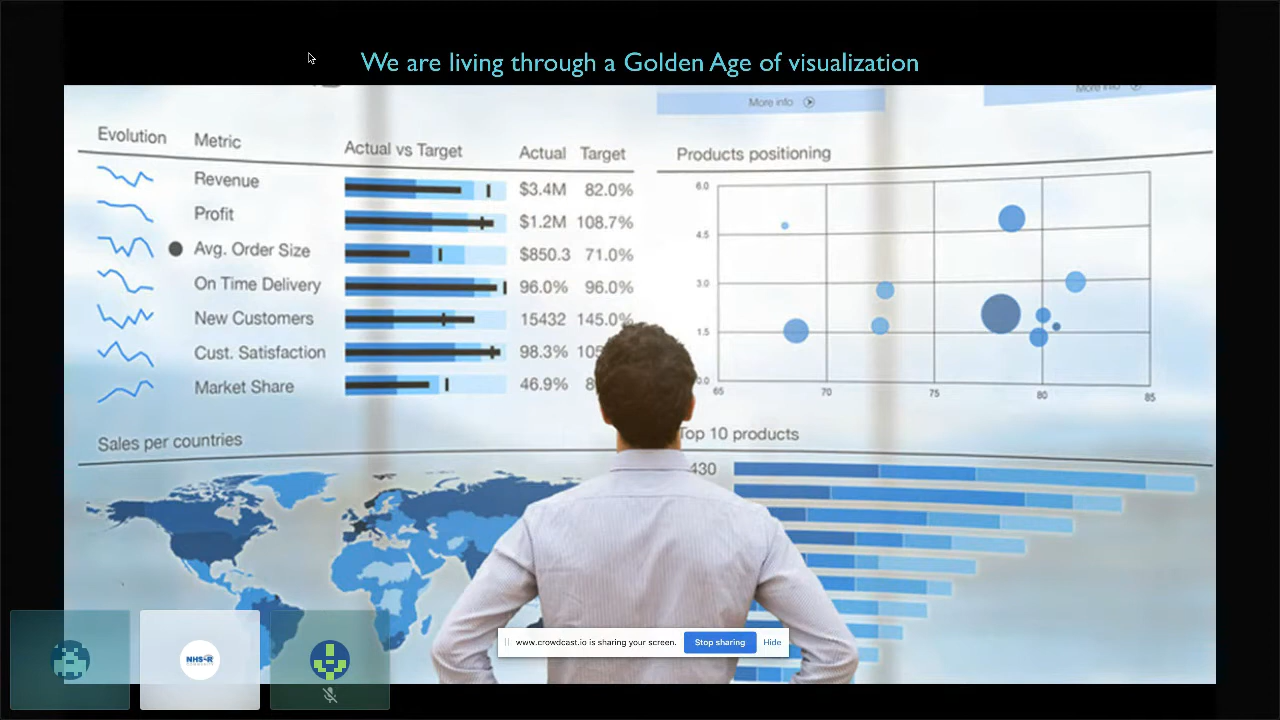 We are living through a Golden Age of visualization
More info
More info
Evolution Metric Actual vs Target Actual Target
Revenue $3.4M 82.0%
Profit $1.2M 108.7%
Avg. Order Size $850.3 71.0%
On Time Delivery 96.0% 96.0%
New Customers 15432 145.0%
Cust. Satisfaction 98.3%
Market Share 46.9%
Products positioning
6.0
4.5
3.0
1.5
0.0
65 70 75 80 85
Sales per countries
Top 10 products
430
www.crowdcast.io is sharing your screen. Stop sharing Hide
NHS-R